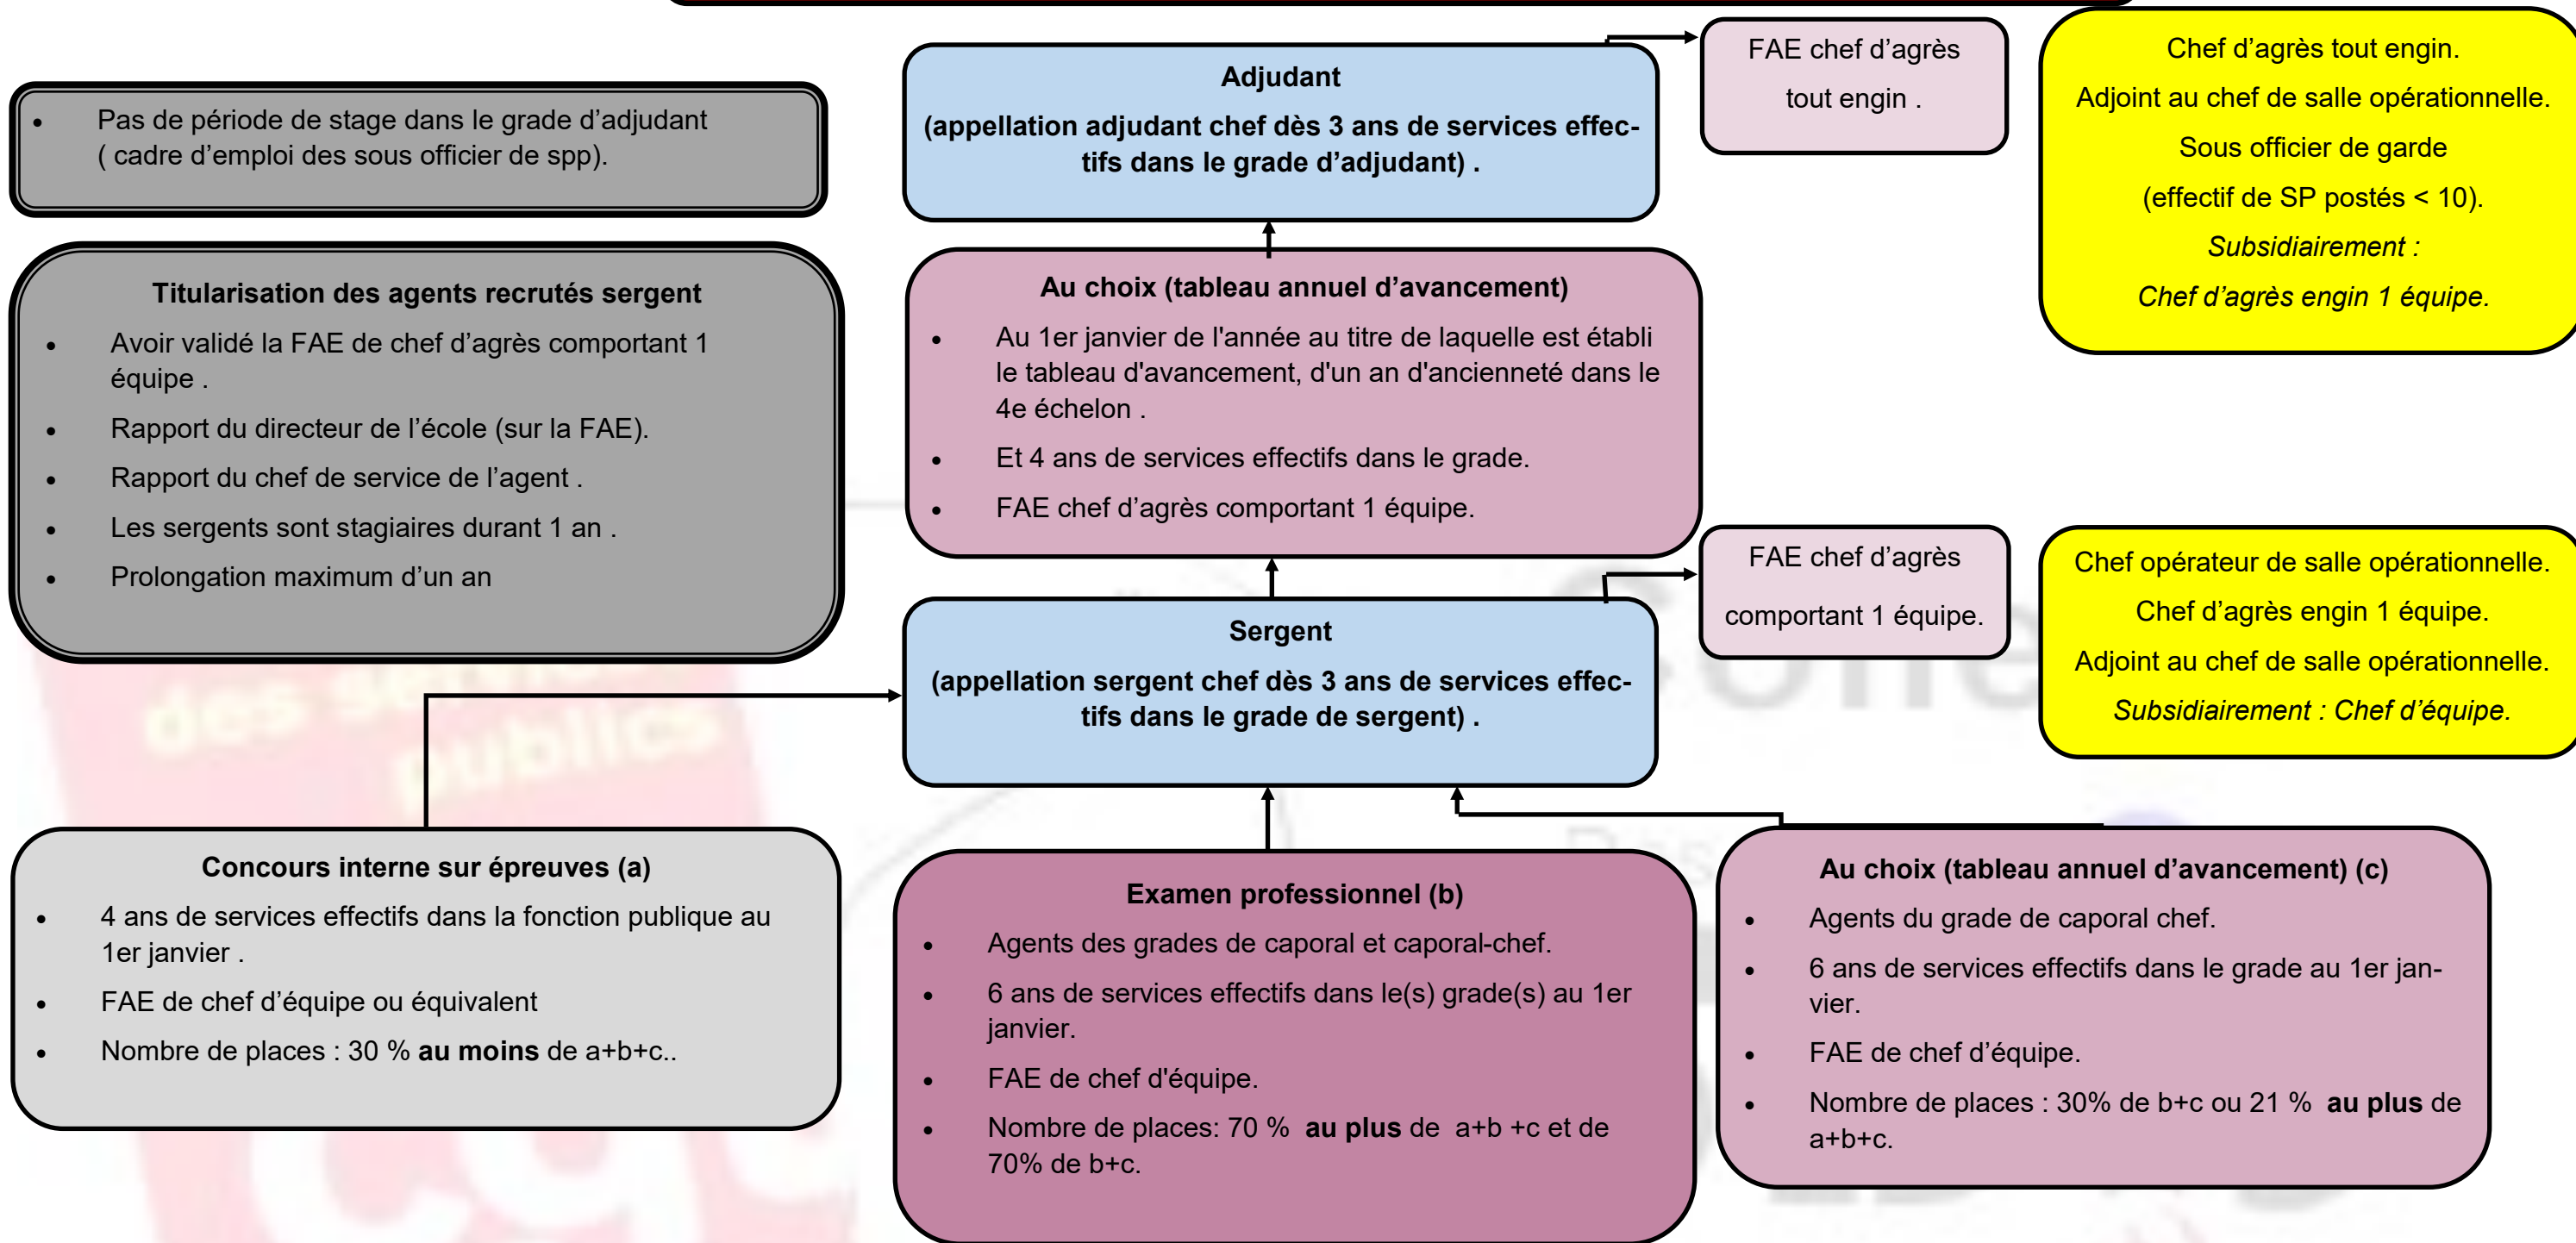 Adjudant
(appellation adjudant chef dès 3 ans de services effec-
tifs dans le grade d’adjudant) .
FAE chef d’agrès
tout engin .
Chef d’agrès tout engin.
Adjoint au chef de salle opérationnelle.
Sous officier de garde
(effectif de SP postés < 10).
Subsidiairement :
Chef d’agrès engin 1 équipe.
• Pas de période de stage dans le grade d’adjudant
( cadre d’emploi des sous officier de spp).
Titularisation des agents recrutés sergent
• Avoir validé la FAE de chef d’agrès comportant 1
équipe .
• Rapport du directeur de l’école (sur la FAE).
• Rapport du chef de service de l’agent .
• Les sergents sont stagiaires durant 1 an .
• Prolongation maximum d’un an
Au choix (tableau annuel d’avancement)
• Au 1er janvier de l'année au titre de laquelle est établi
le tableau d'avancement, d'un an d'ancienneté dans le
4e échelon .
• Et 4 ans de services effectifs dans le grade.
• FAE chef d’agrès comportant 1 équipe.
FAE chef d’agrès
comportant 1 équipe.
Chef opérateur de salle opérationnelle.
Chef d’agrès engin 1 équipe.
Adjoint au chef de salle opérationnelle.
Subsidiairement : Chef d’équipe.
Sergent
(appellation sergent chef dès 3 ans de services effec-
tifs dans le grade de sergent) .
des services
publics
Concours interne sur épreuves (a)
• 4 ans de services effectifs dans la fonction publique au
1er janvier .
• FAE de chef d’équipe ou équivalent
• Nombre de places : 30 % au moins de a+b+c..
Examen professionnel (b)
• Agents des grades de caporal et caporal-chef.
• 6 ans de services effectifs dans le(s) grade(s) au 1er
janvier.
• FAE de chef d'équipe.
• Nombre de places: 70 % au plus de a+b +c et de
70% de b+c.
Au choix (tableau annuel d’avancement) (c)
• Agents du grade de caporal chef.
• 6 ans de services effectifs dans le grade au 1er jan-
vier.
• FAE de chef d’équipe.
• Nombre de places : 30% de b+c ou 21 % au plus de
a+b+c.
cgt